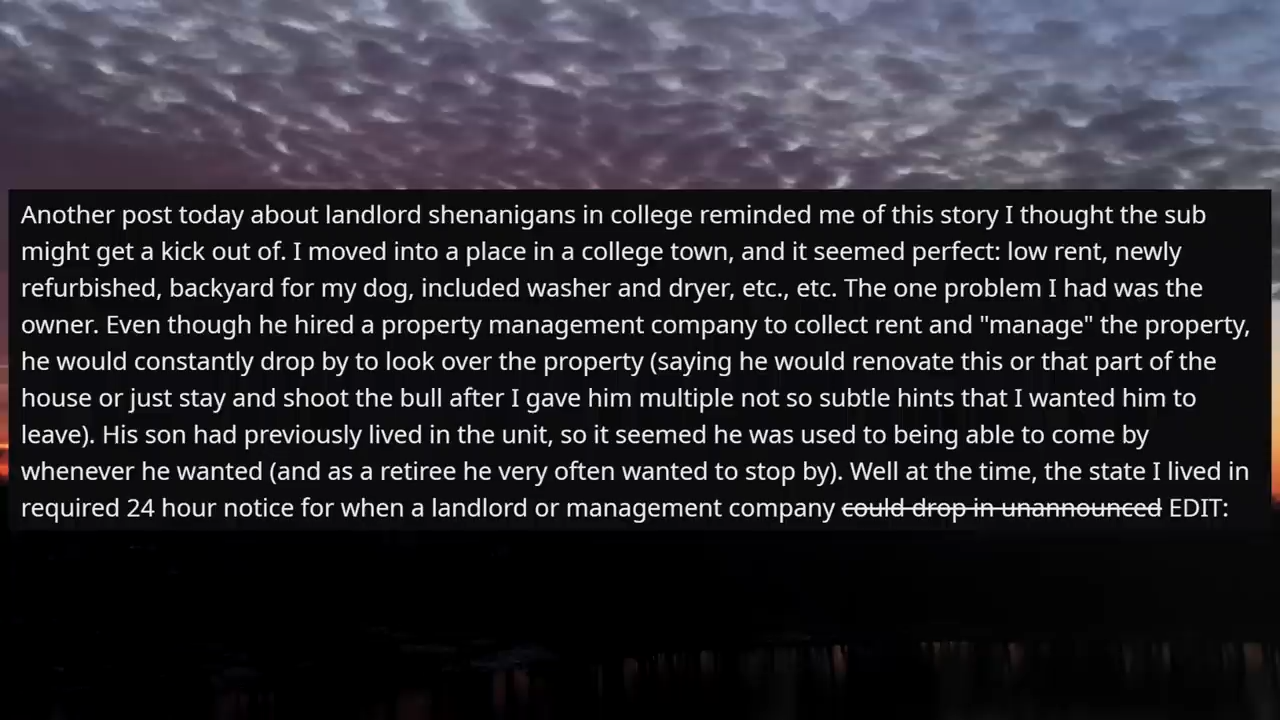 Another post today about landlord shenanigans in college reminded me of this story I thought the sub
might get a kick out of. I moved into a place in a college town, and it seemed perfect: low rent, newly
refurbished, backyard for my dog, included washer and dryer, etc., etc. The one problem I had was the
owner. Even though he hired a property management company to collect rent and "manage" the property,
he would constantly drop by to look over the property (saying he would renovate this or that part of the
house or just stay and shoot the bull after I gave him multiple not so subtle hints that I wanted him to
leave). His son had previously lived in the unit, so it seemed he was used to being able to come by
whenever he wanted (and as a retiree he very often wanted to stop by). Well at the time, the state I lived in
required 24 hour notice for when a landlord or management company could drop in unannounced EDIT: